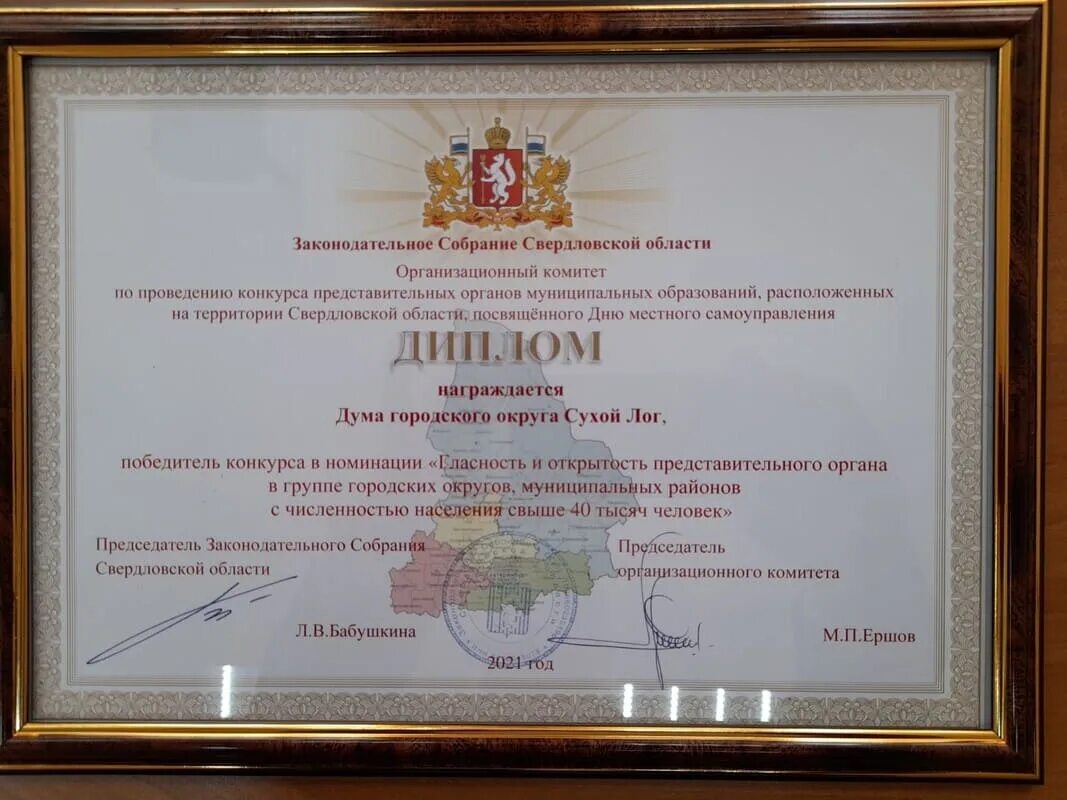 Законодательное Собрание Свердловской области
Организационный комитет
по проведению конкурса представительных органов муниципальных образований, расположенных
на территории Свердловской области, посвящённого Дню местного самоуправления
ДИПЛОМ
награждается
Дума городского округа Сухой Лог,
победитель конкурса в номинации «Гласность и открытость представительного органа
в группе городских округов, муниципальных районов
с численностью населения свыше 40 тысяч человек»
Председатель Законодательного Собрания
Свердловской области
Л.В.Бабушкина
Председатель
организационного комитета
М.П.Ершов
2021 год